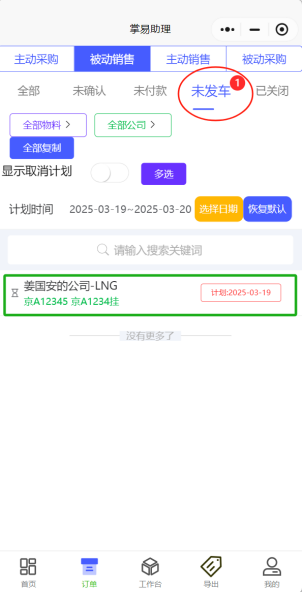 掌易助理
主动采购 被动销售 主动销售 被动采购
全部 未确认 未付款 未发车 1 已关闭
全部物料 > 全部公司 >
全部复制
显示取消计划 多选
计划时间 2025-03-19~2025-03-20 选择日期 恢复默认
请输入搜索关键词
姜国安的公司-LNG 计划:2025-03-19
京A12345 京A1234挂
没有更多了
首页 订单 工作台 导出 我的